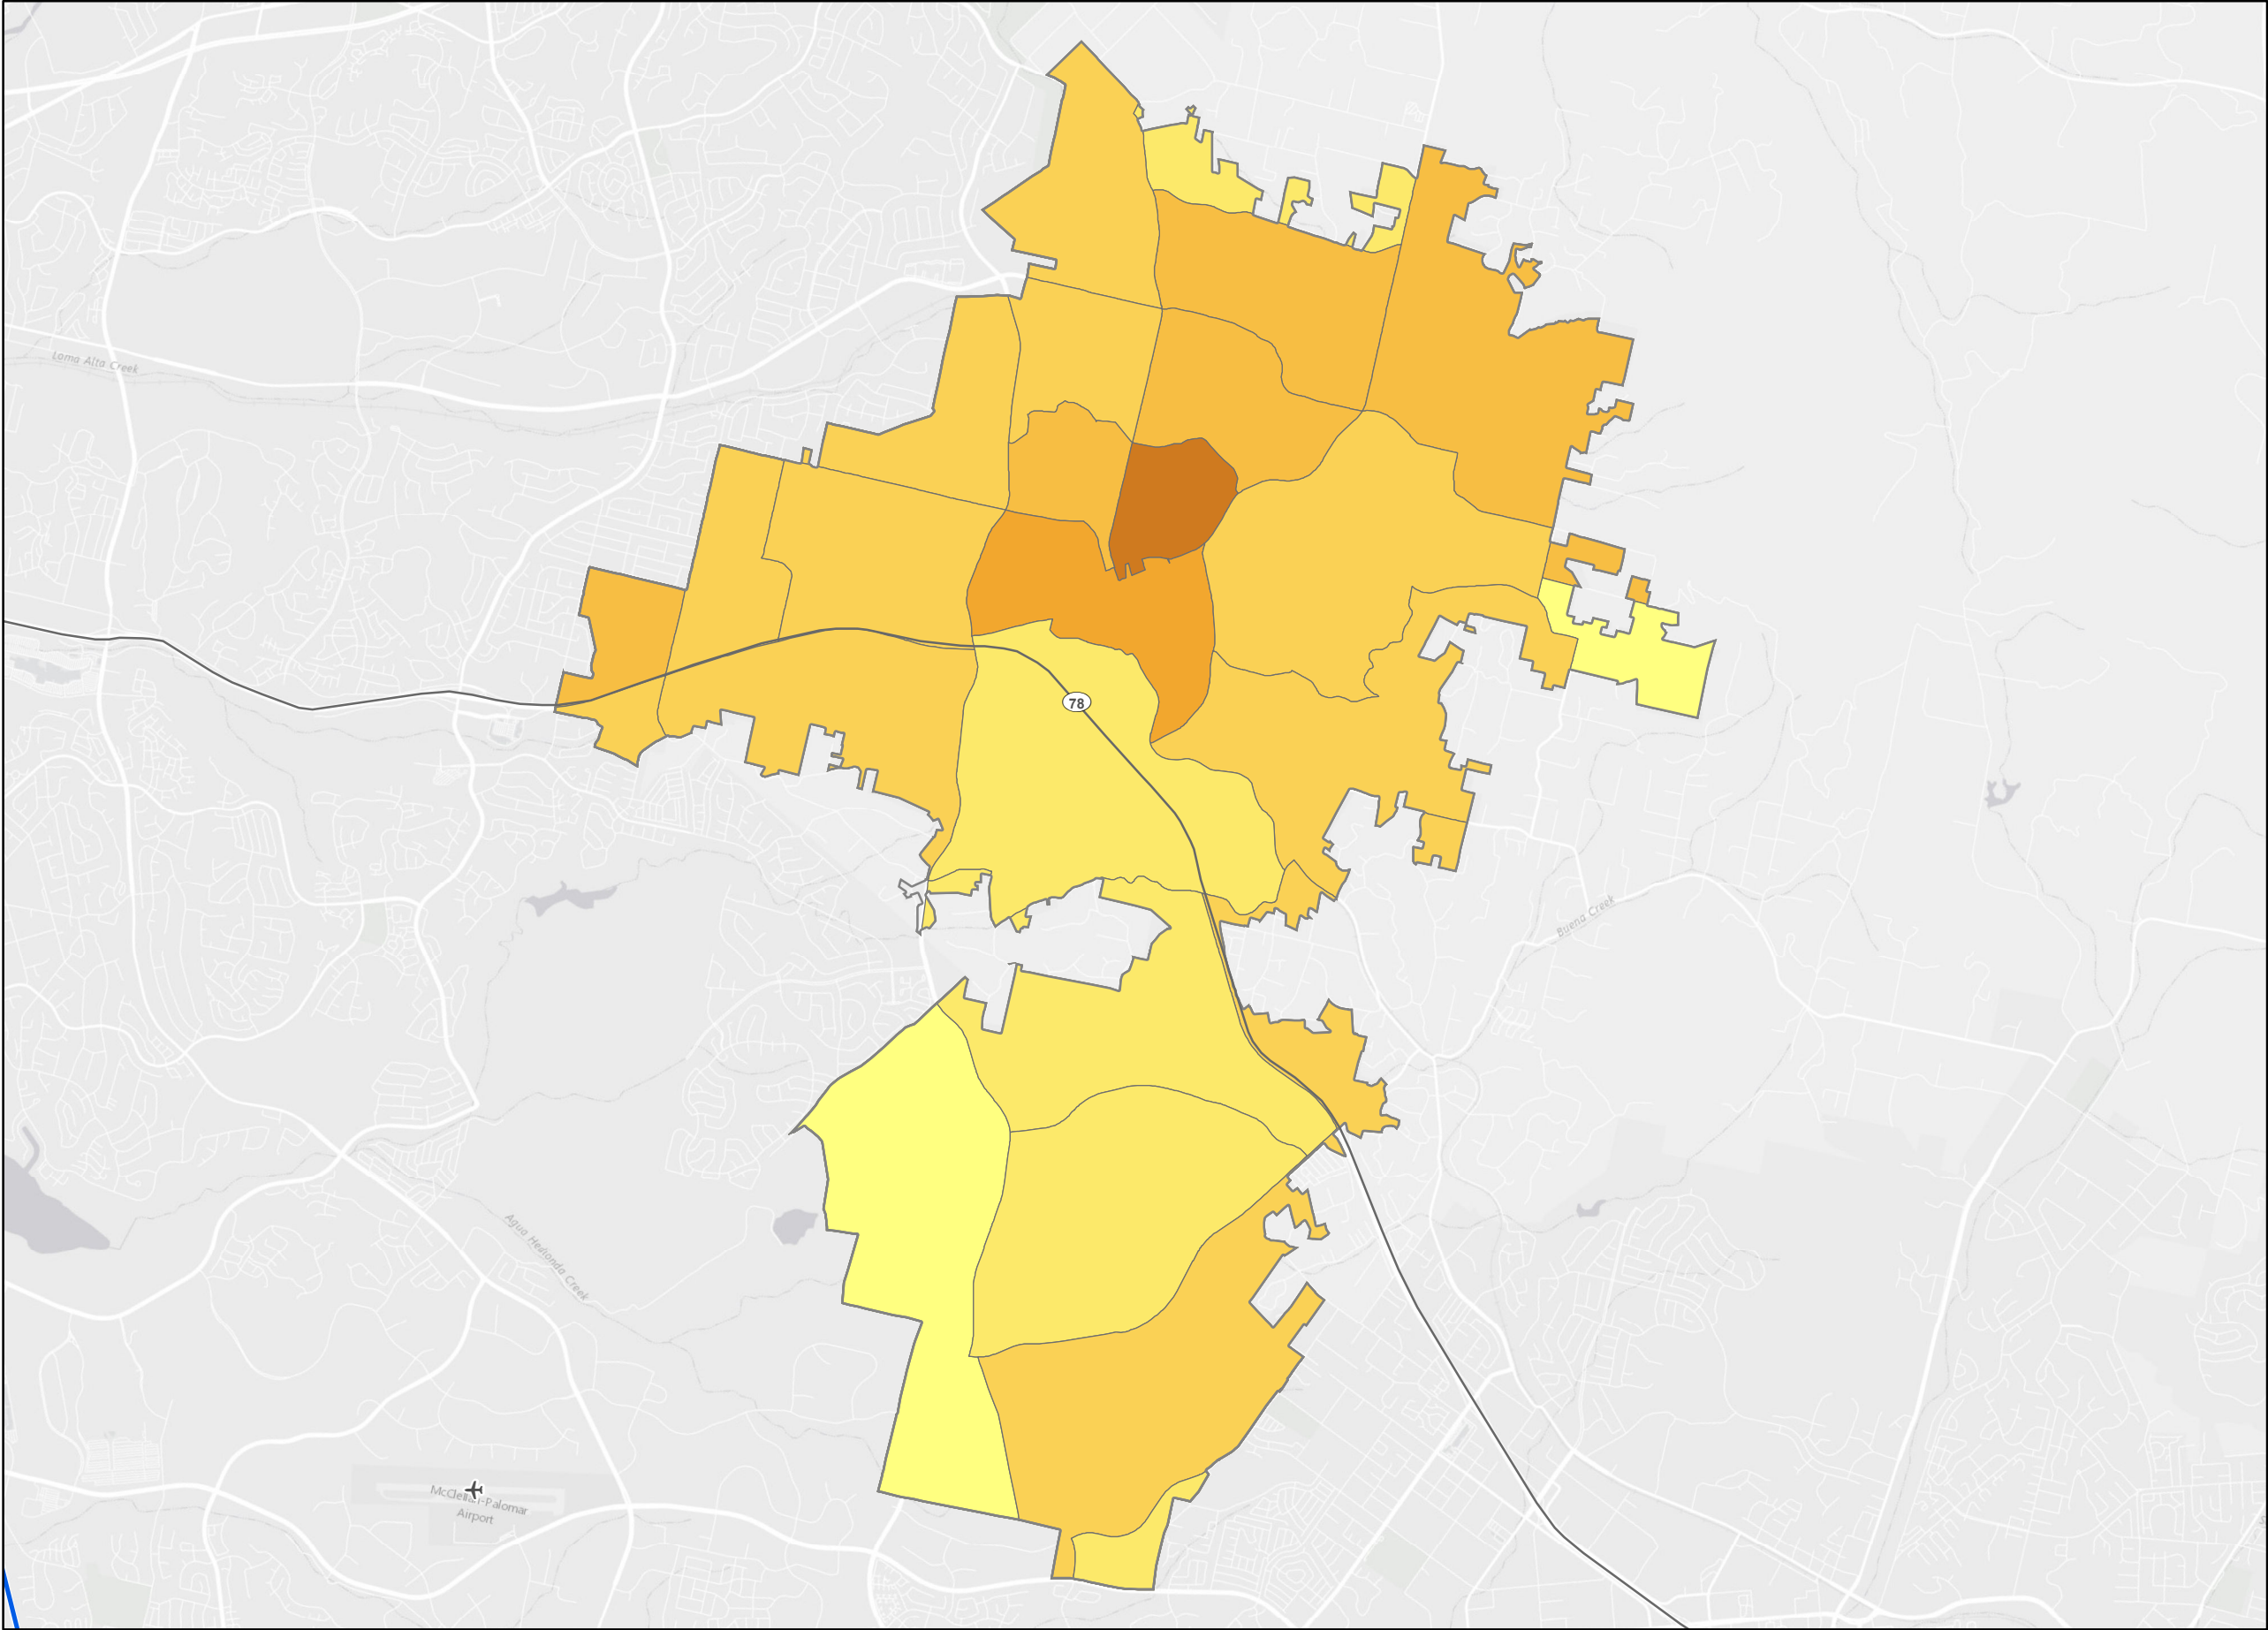 Loma Alta Creek
78
Buena Creek
Agua Hedionda Creek
McClellan-Palomar
Airport